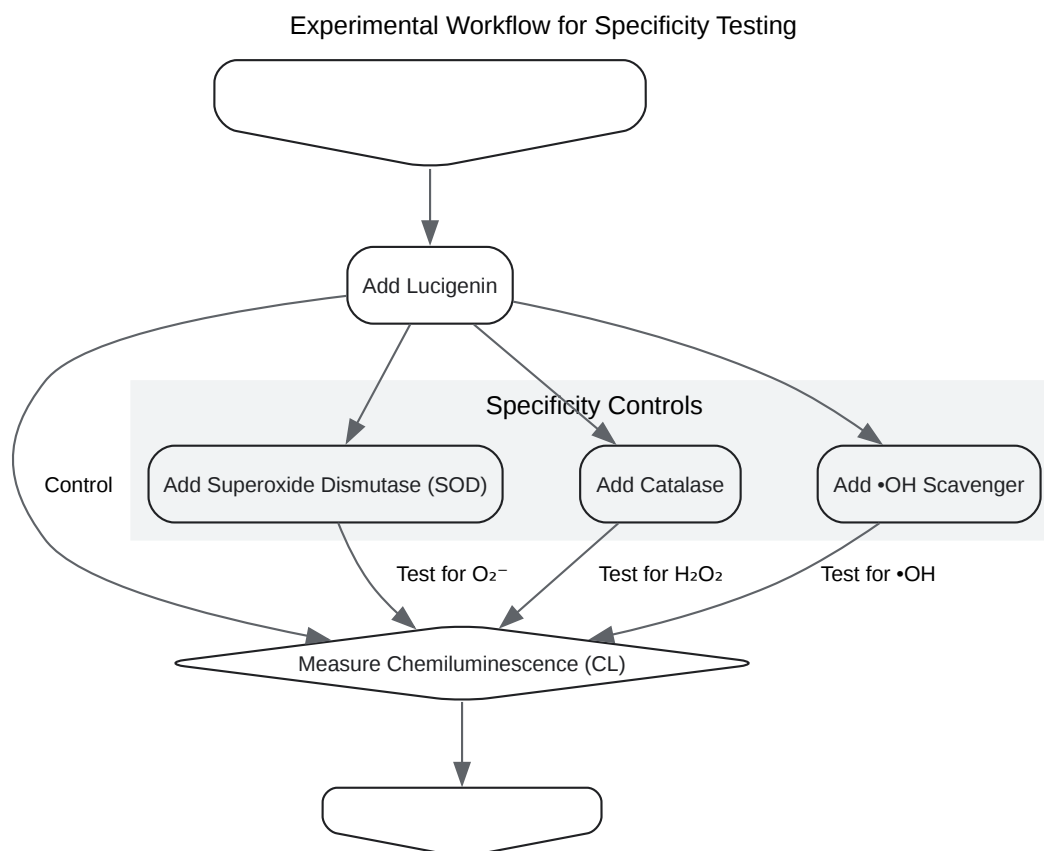 Experimental Workflow for Specificity Testing
Add Lucigenin
Specificity Controls
Control
Add Superoxide Dismutase (SOD)
Add Catalase
Add •OH Scavenger
Test for O₂⁻
Test for H₂O₂
Test for •OH
Measure Chemiluminescence (CL)